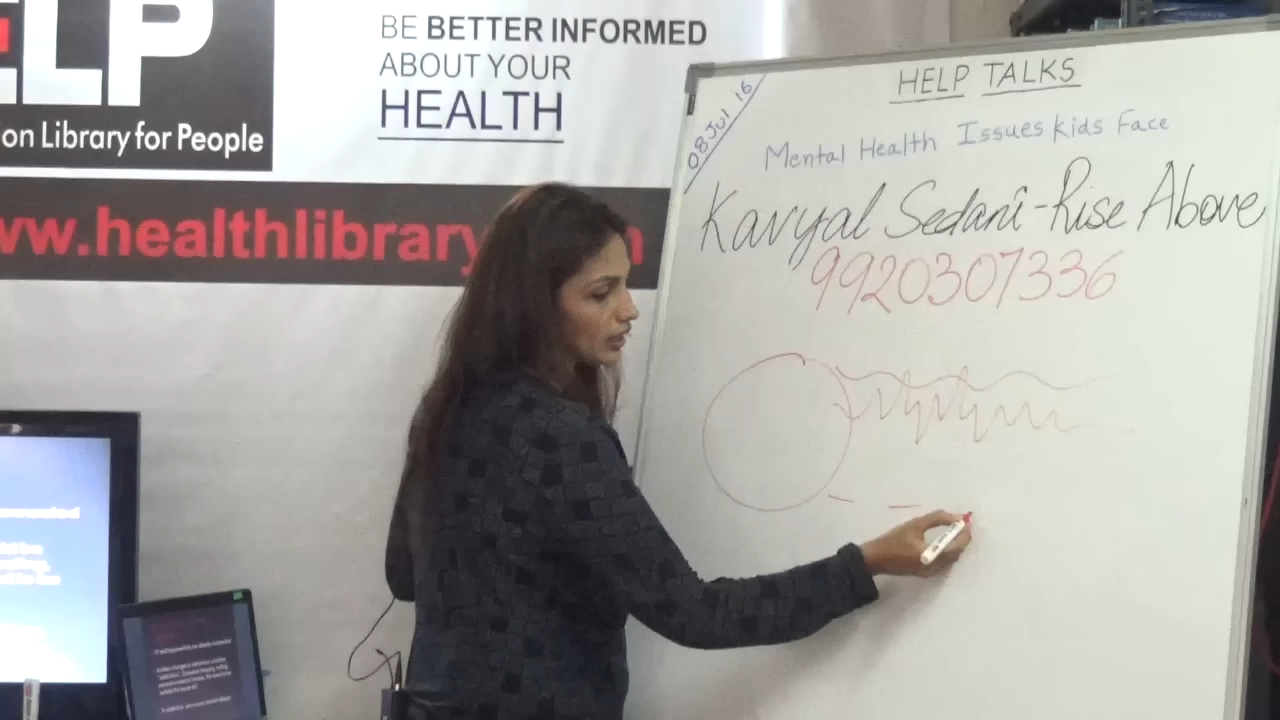 ELP
ion Library for People
BE BETTER INFORMED
ABOUT YOUR
HEALTH
ww.healthlibrary.
08 Jul 16
HELP TALKS
Mental Health Issues Kids Face
Kavyal Sedani - Rise Above
9920307336